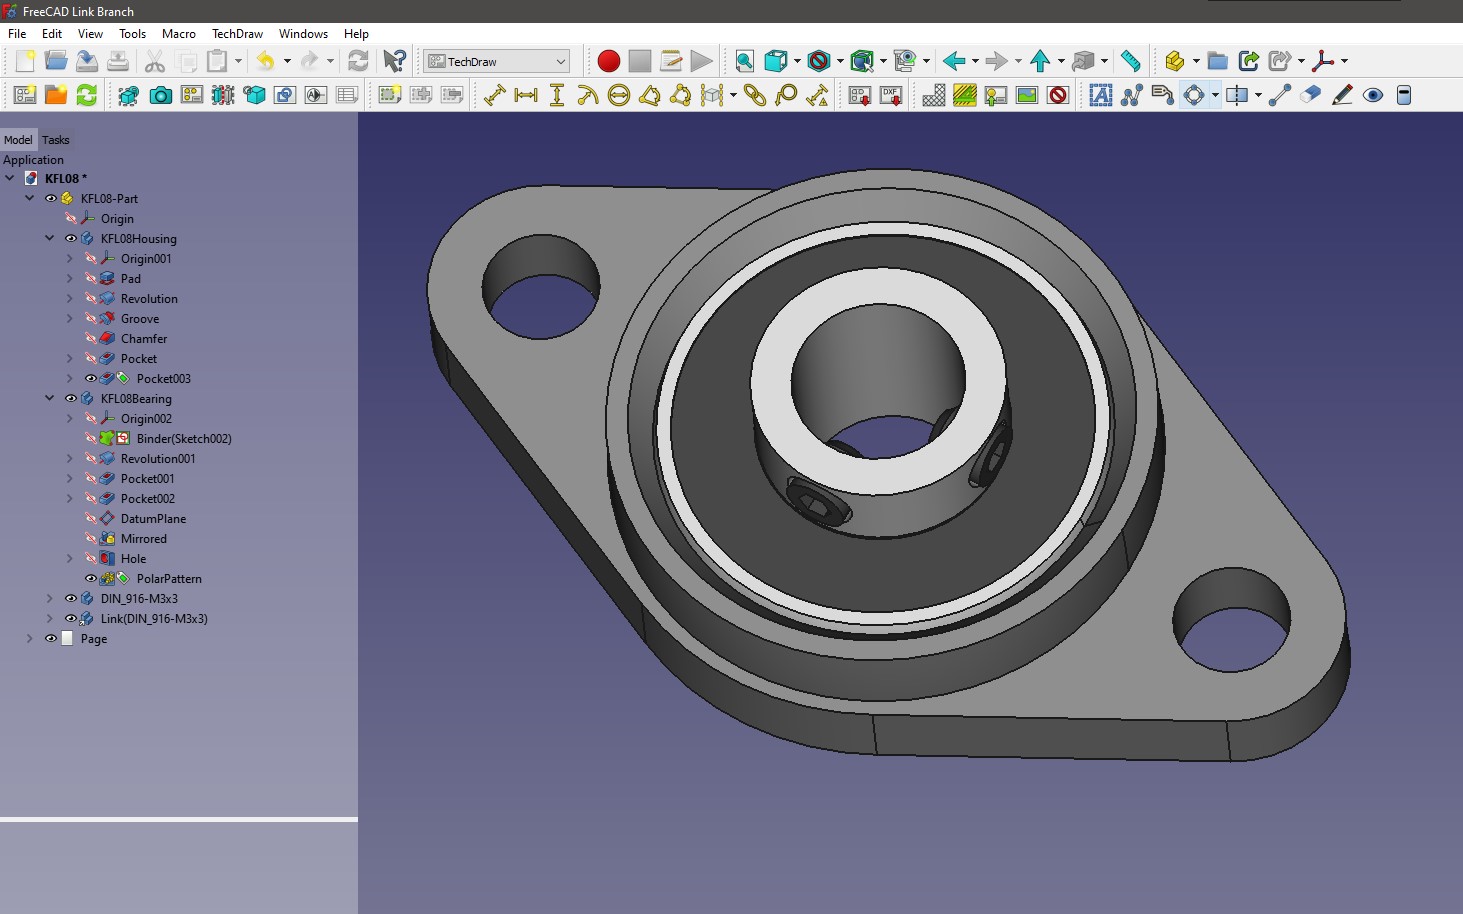 FreeCAD Link Branch
File Edit View Tools Macro TechDraw Windows Help
TechDraw
DXF
Model Tasks
Application
KFL08 *
KFL08-Part
Origin
KFL08Housing
Origin001
Pad
Revolution
Groove
Chamfer
Pocket
Pocket003
KFL08Bearing
Origin002
Binder(Sketch002)
Revolution001
Pocket001
Pocket002
DatumPlane
Mirrored
Hole
PolarPattern
DIN_916-M3x3
Link(DIN_916-M3x3)
Page